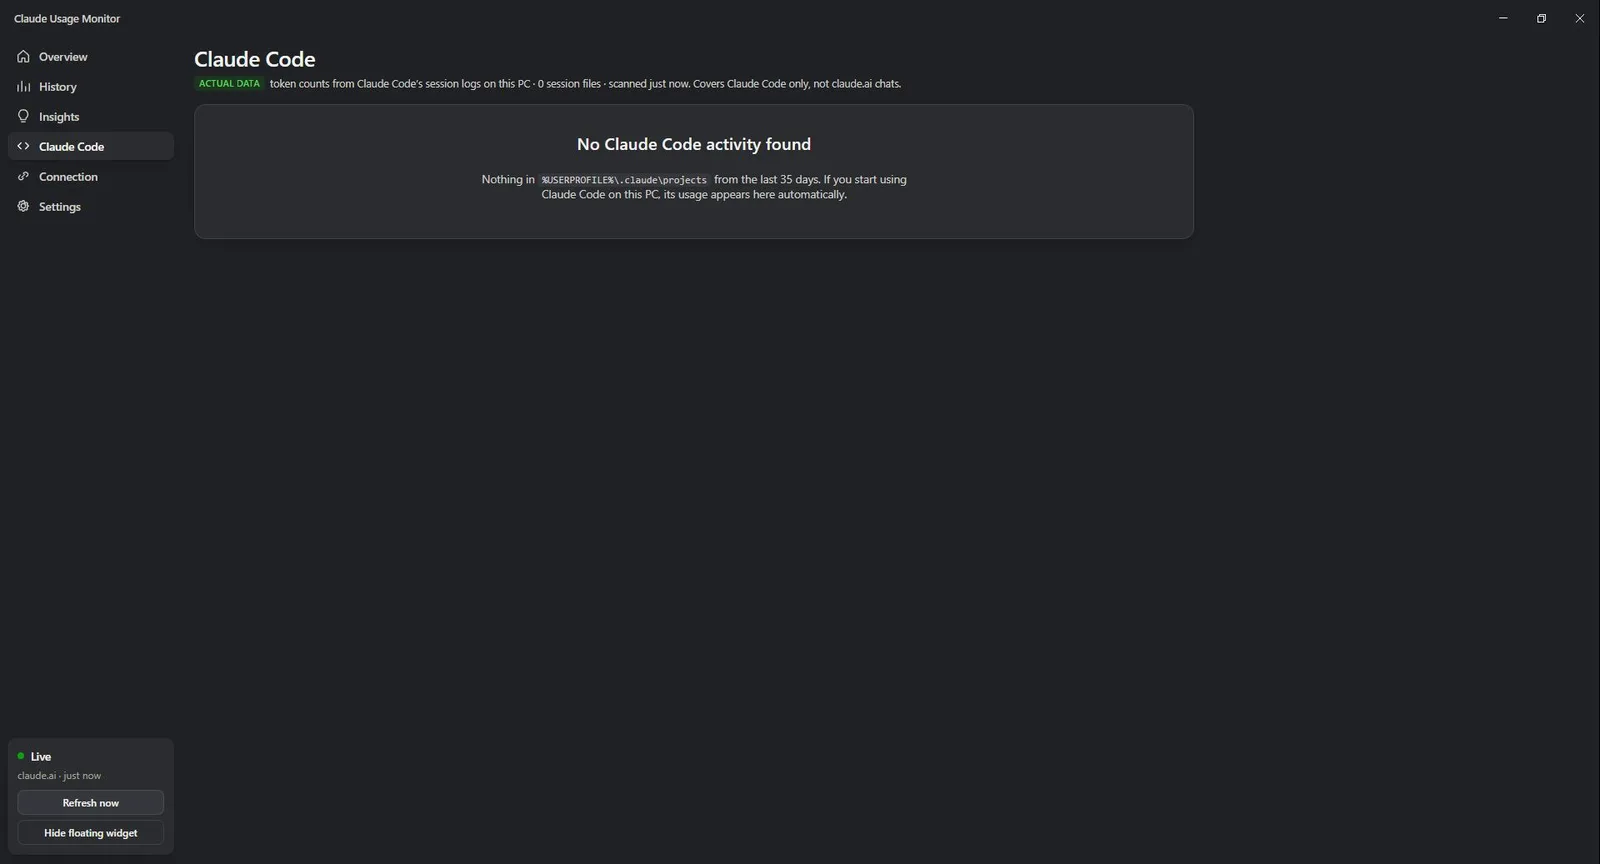 Claude Usage Monitor
Overview
History
Insights
Claude Code
Connection
Settings
Claude Code
ACTUAL DATA token counts from Claude Code's session logs on this PC · 0 session files · scanned just now. Covers Claude Code only, not claude.ai chats.
No Claude Code activity found
Nothing in %USERPROFILE%\.claude\projects from the last 35 days. If you start using
Claude Code on this PC, its usage appears here automatically.
Live
claude.ai · just now
Refresh now
Hide floating widget